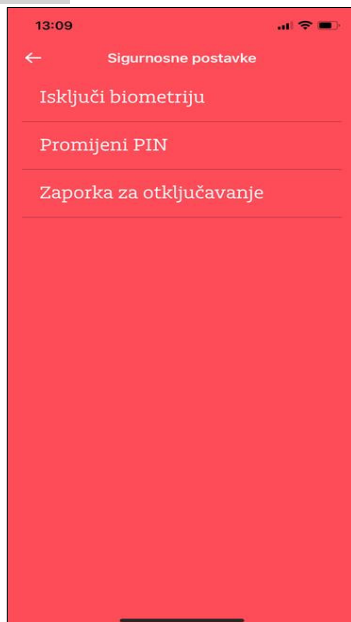 13:09
Sigurnosne postavke
Isključi biometriju
Promijeni PIN
Zaporka za otključavanje